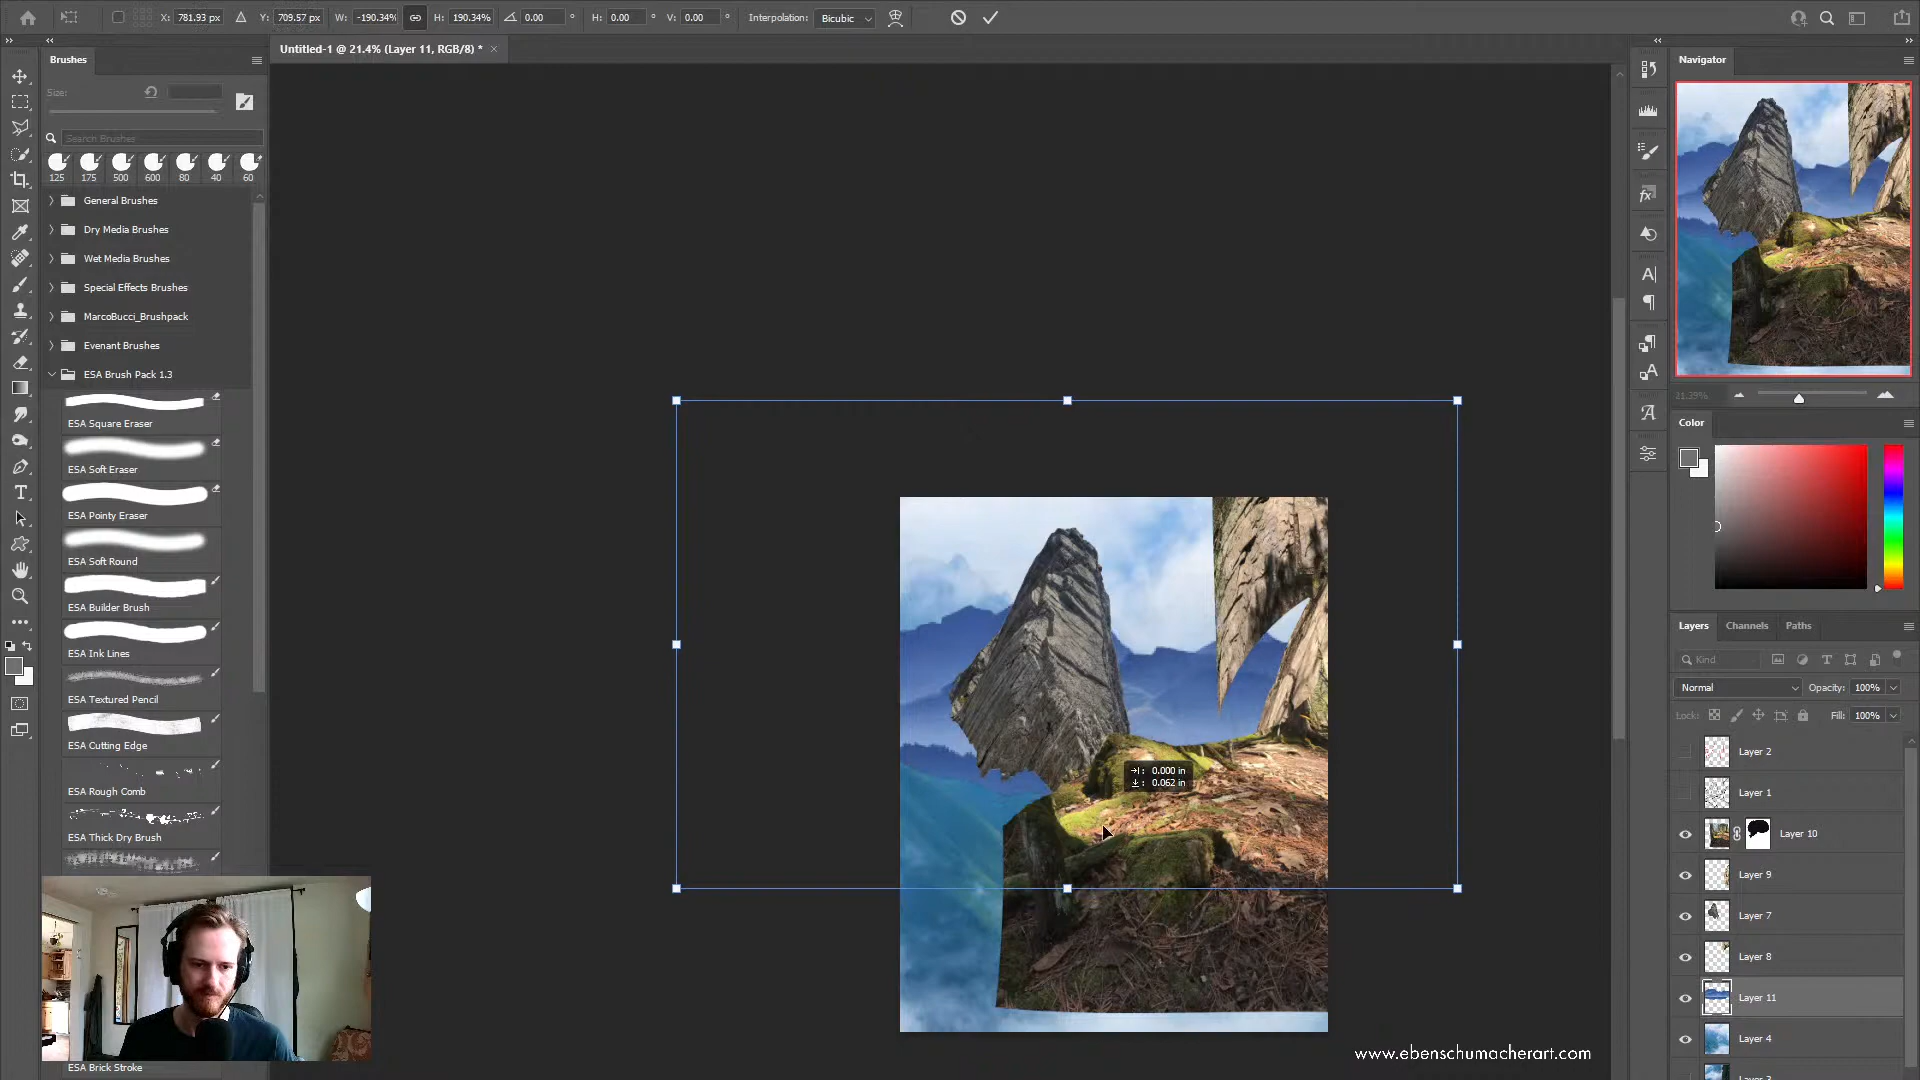 X: 781.93 px Y: 709.57 px W: -190.34% H: 190.34% 0.00 ° H: 0.00 ° V: 0.00 ° Interpolation: Bicubic
Untitled-1 @ 21.4% (Layer 11, RGB/8) * ×
Brushes
Size:
Search Brushes
125 175 500 600 80 40 60
General Brushes
Dry Media Brushes
Wet Media Brushes
Special Effects Brushes
MarcoBucci_Brushpack
Evenant Brushes
ESA Brush Pack 1.3
ESA Square Eraser
ESA Soft Eraser
ESA Pointy Eraser
ESA Soft Round
ESA Builder Brush
ESA Ink Lines
ESA Textured Pencil
ESA Cutting Edge
ESA Rough Comb
ESA Thick Dry Brush
ESA Brick Stroke
0.000 in
0.062 in
www.ebenschumacherart.com
Navigator
21.39%
Color
Layers Channels Paths
Kind
Normal Opacity: 100%
Lock: Fill: 100%
Layer 2
Layer 1
Layer 10
Layer 9
Layer 7
Layer 8
Layer 11
Layer 4